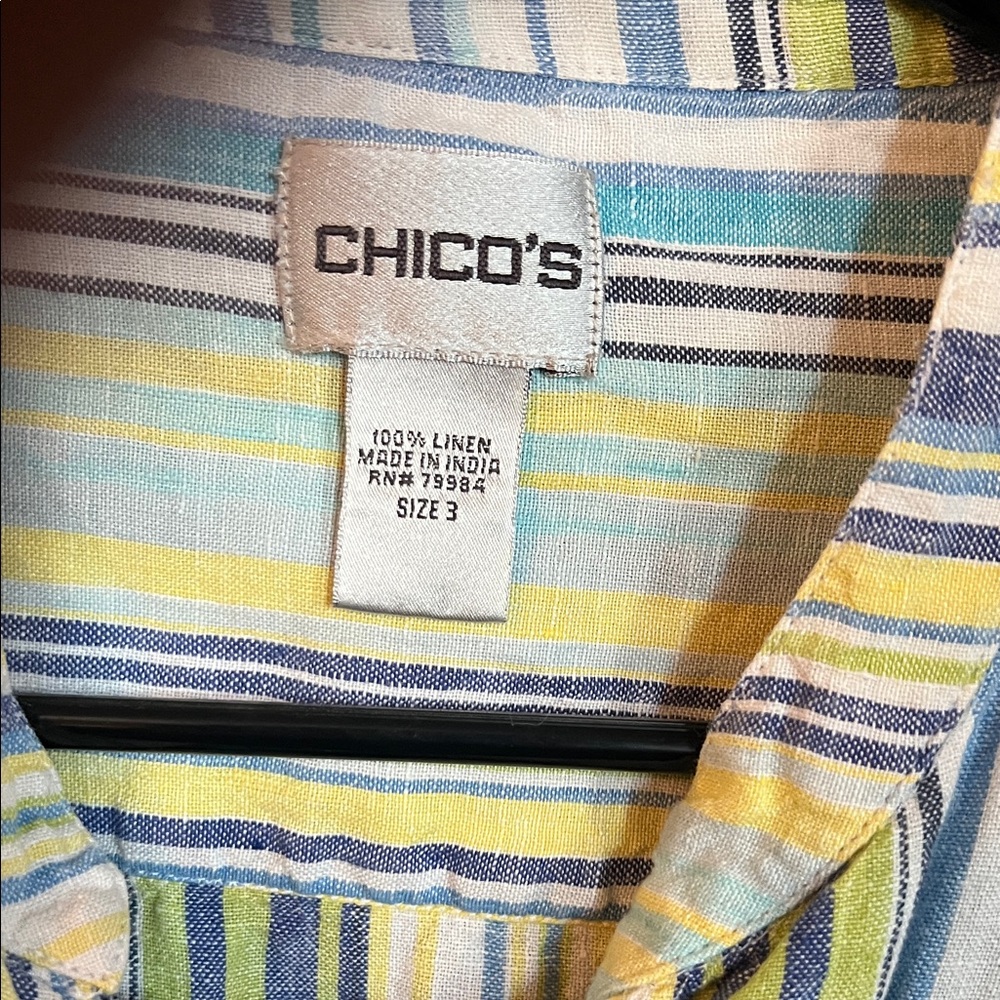 CHICO'S
100% LINEN
MADE IN INDIA
RN# 79984
SIZE 3